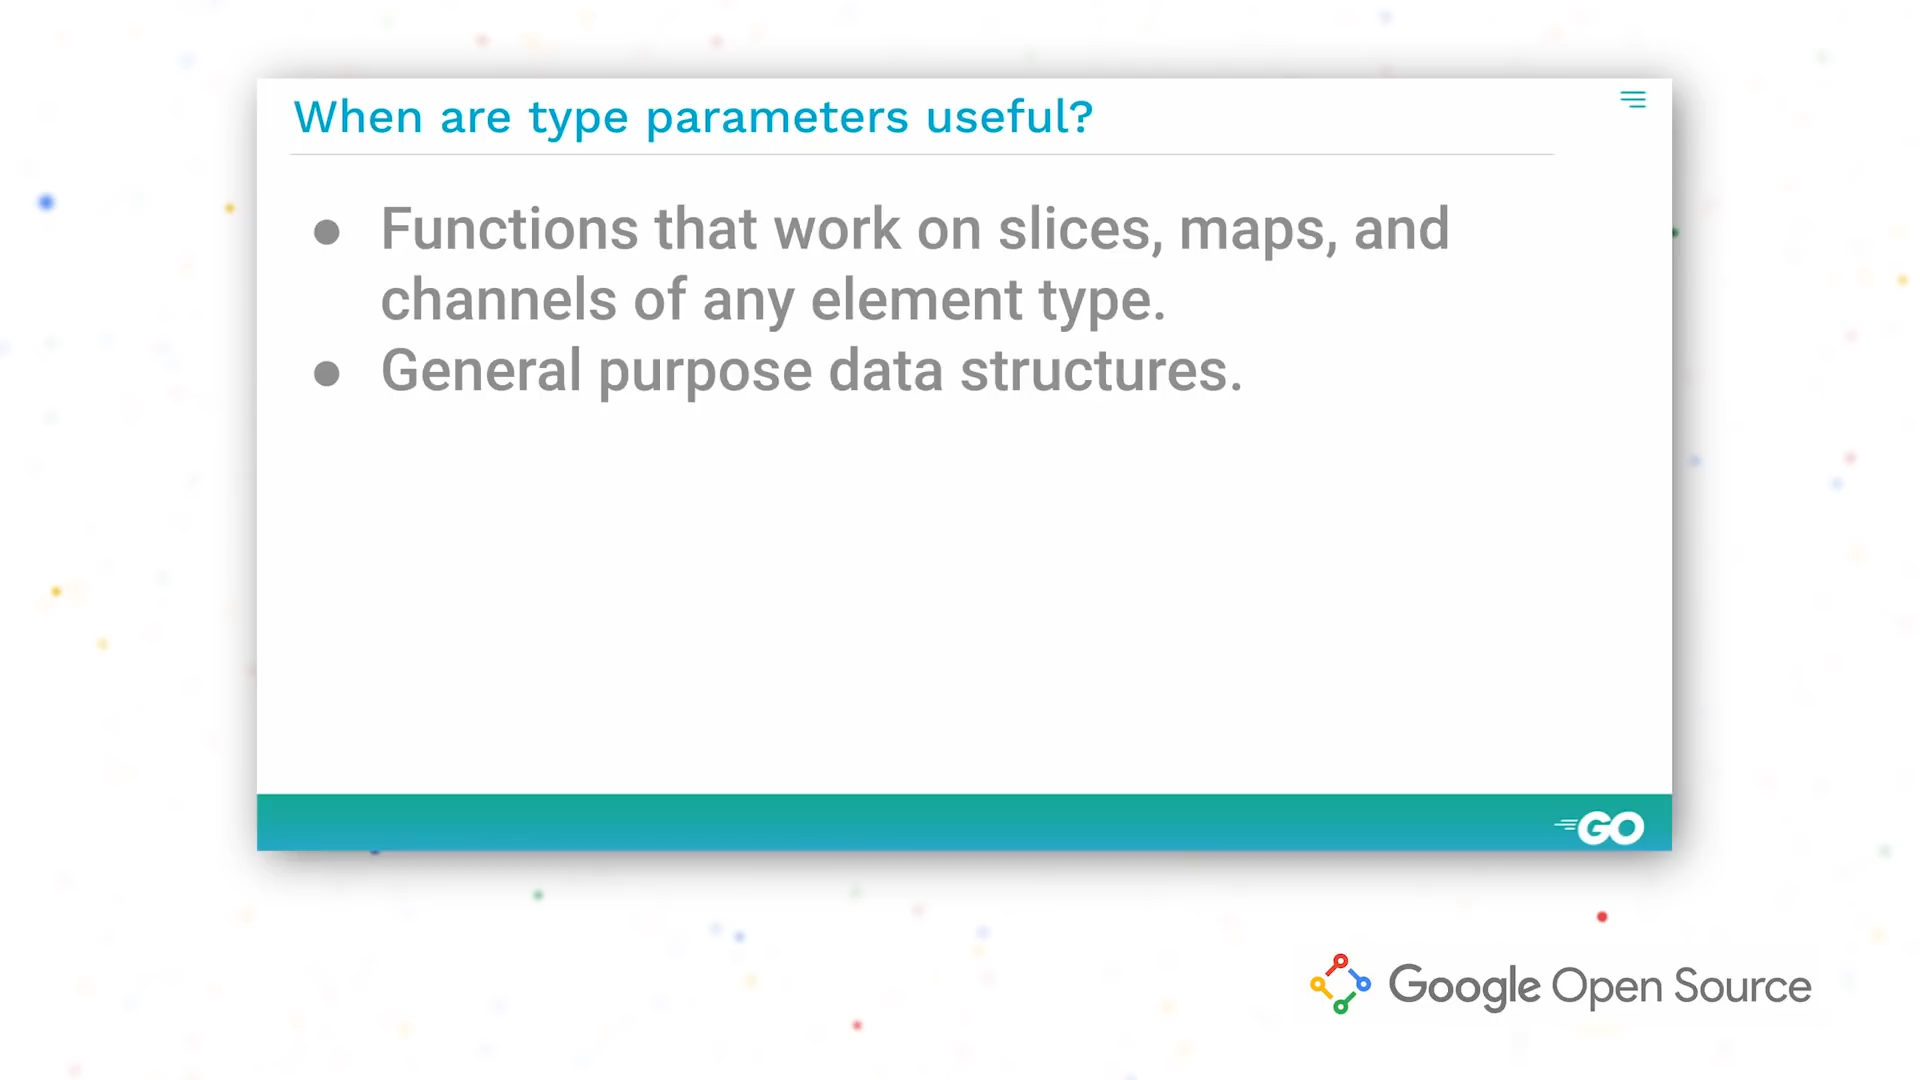 When are type parameters useful?
● Functions that work on slices, maps, and
channels of any element type.
● General purpose data structures.
GO
Google Open Source